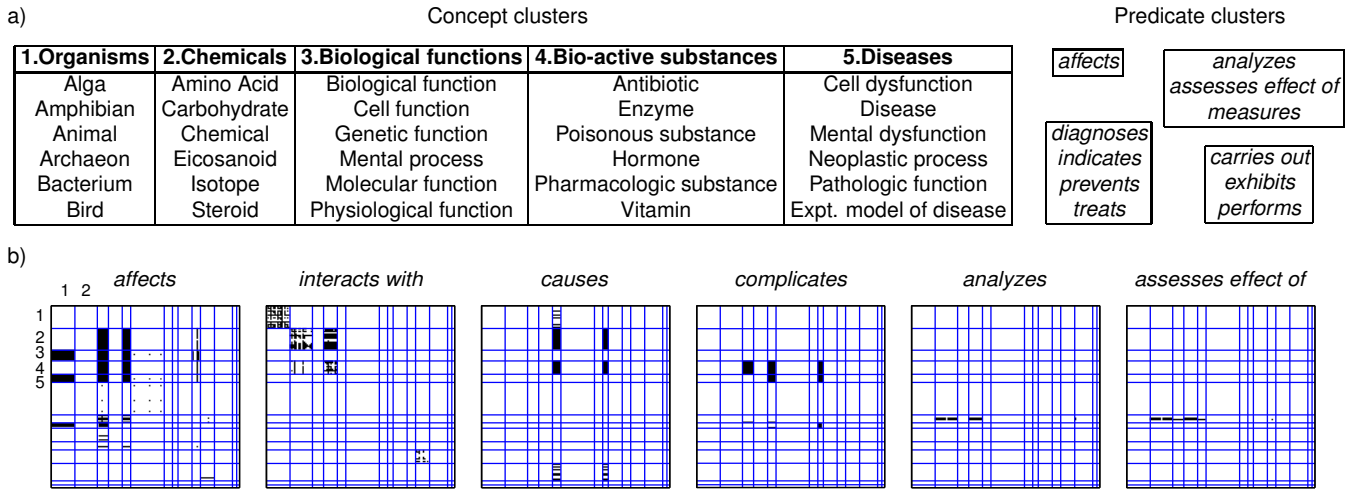 a)
Concept clusters
Predicate clusters
1.Organisms 2.Chemicals 3.Biological functions 4.Bio-active substances 5.Diseases
Alga Amino Acid Biological function Antibiotic Cell dysfunction
Amphibian Carbohydrate Cell function Enzyme Disease
Animal Chemical Genetic function Poisonous substance Mental dysfunction
Archaeon Eicosanoid Mental process Hormone Neoplastic process
Bacterium Isotope Molecular function Pharmacologic substance Pathologic function
Bird Steroid Physiological function Vitamin Expt. model of disease
affects
analyzes
assesses effect of
measures
diagnoses
indicates
prevents
treats
carries out
exhibits
performs
b)
affects interacts with causes complicates analyzes assesses effect of
1 2
1
2
3
4
5